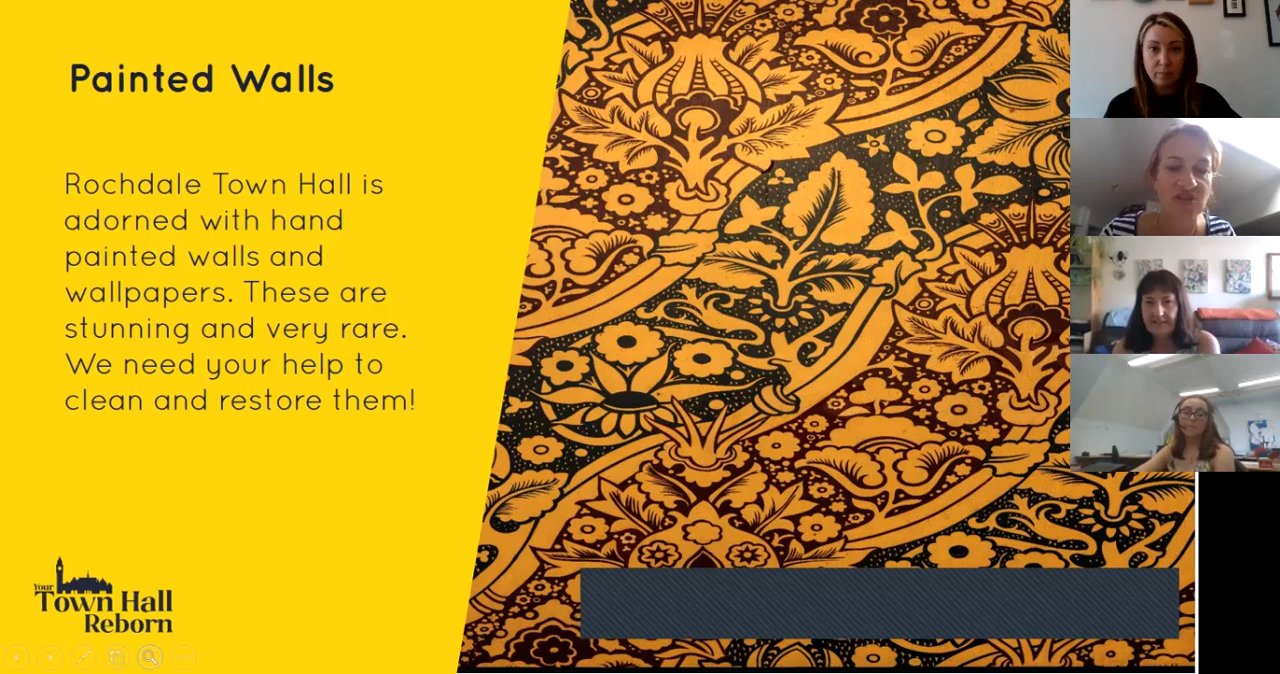 Painted Walls
Rochdale Town Hall is
adorned with hand
painted walls and
wallpapers. These are
stunning and very rare.
We need your help to
clean and restore them!
Your
Town Hall
Reborn